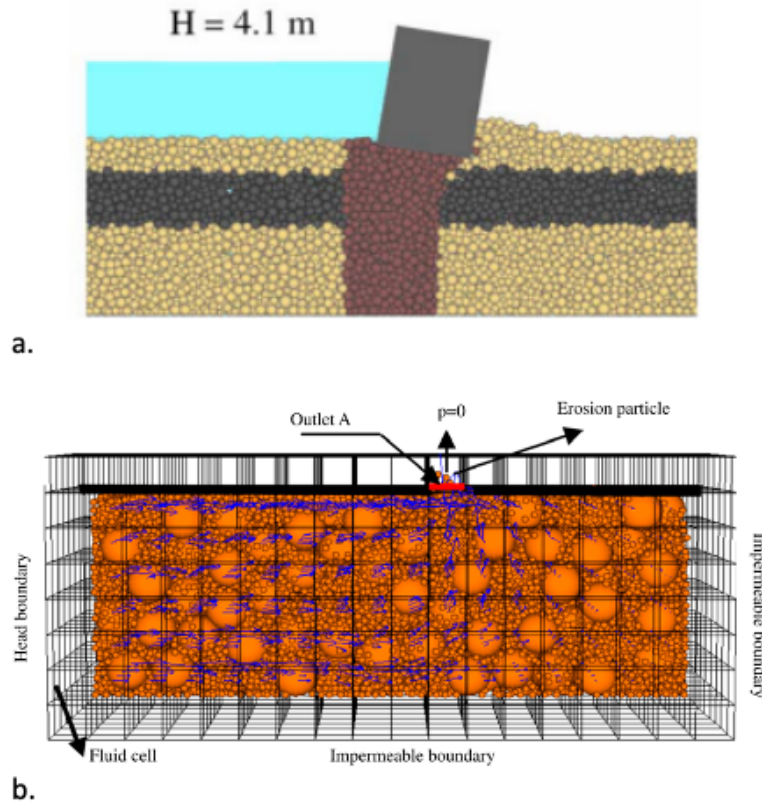 H = 4.1 m
a.
Outlet A
p=0
Erosion particle
Head boundary
Impermeable boundary
Fluid cell
Impermeable boundary
b.